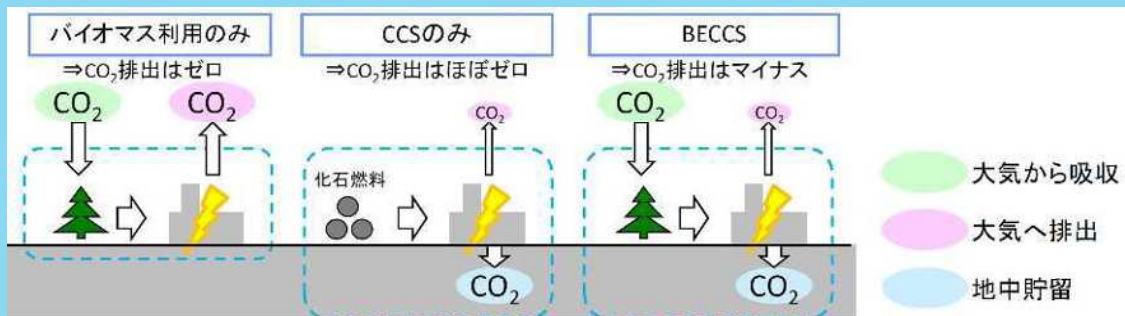 バイオマス利用のみ
⇒CO₂排出はゼロ
CO₂
CO₂
CCSのみ
⇒CO₂排出はほぼゼロ
CO₂
化石燃料
CO₂
BECCS
⇒CO₂排出はマイナス
CO₂
CO₂
CO₂
大気から吸収
大気へ排出
地中貯留